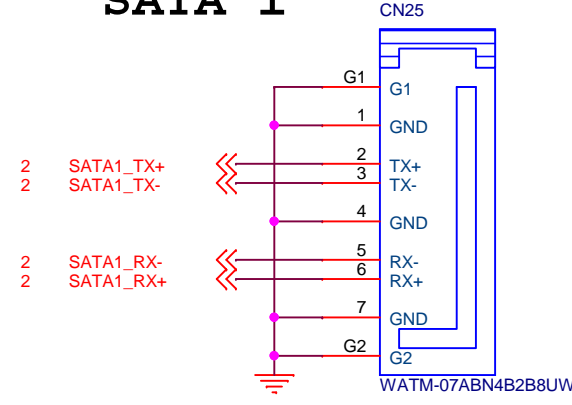 SATA 1
CN25
G1 G1
1 GND
2 SATA1_TX+ 2 TX+
2 SATA1_TX- 3 TX-
4 GND
2 SATA1_RX- 5 RX-
2 SATA1_RX+ 6 RX+
7 GND
G2 G2
WATM-07ABN4B2B8UW